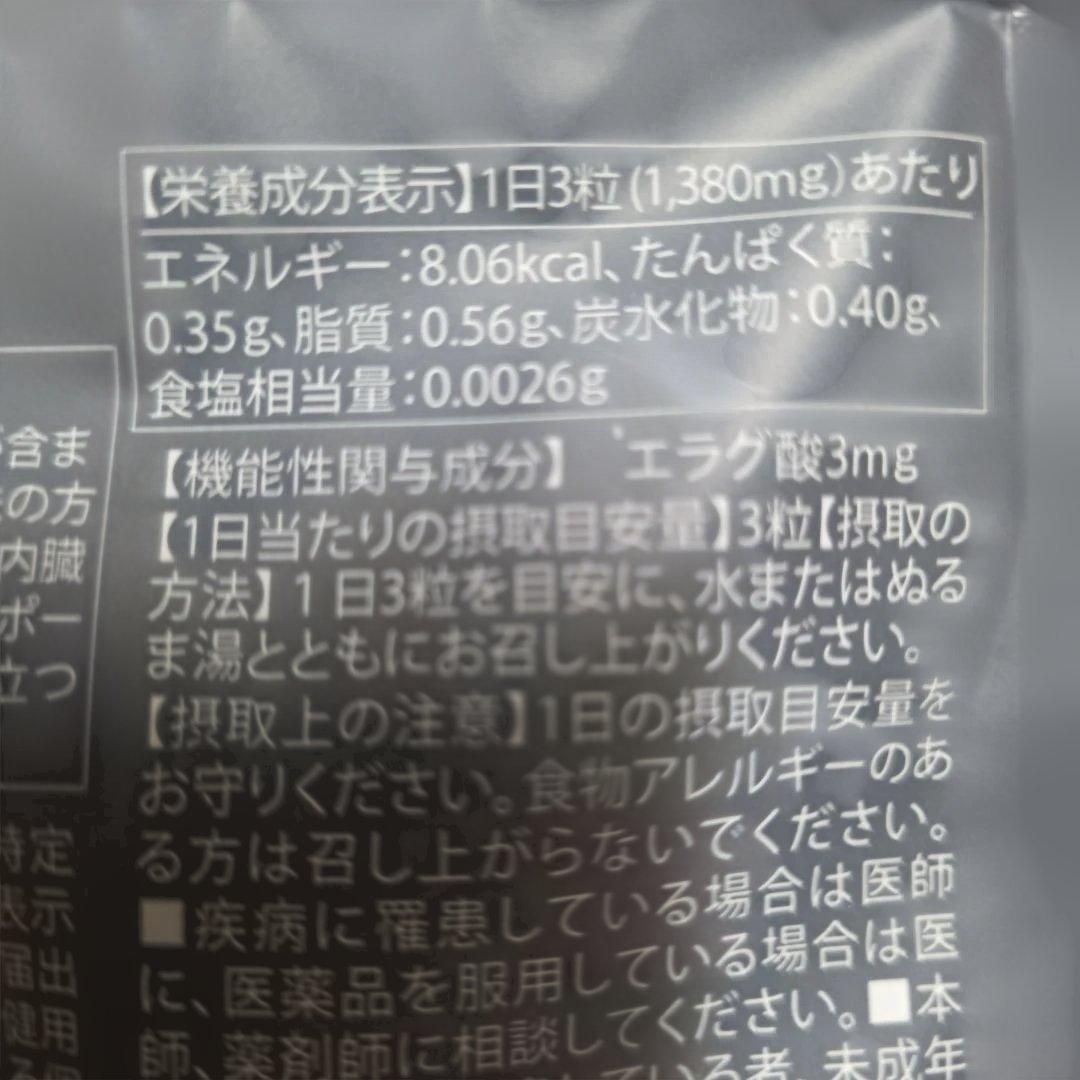 【栄養成分表示】1日3粒(1,380mg)あたり
エネルギー:8.06kcal、たんぱく質:
0.35g、脂質:0.56g、炭水化物:0.40g、
食塩相当量:0.0026g
【機能性関与成分】 エラグ酸3mg
【1日当たりの摂取目安量】3粒【摂取の
方法】1日3粒を目安に、水またはぬる
ま湯とともにお召し上がりください。
【摂取上の注意】1日の摂取目安量を
お守りください。食物アレルギーのあ
る方は召し上がらないでください。
■疾病に罹患している場合は医師
に、医薬品を服用している場合は医
師、薬剤師に相談してください。■本
ている者、未成年
含ま
の方
内臓
ポー
立つ
特定
表示
届出
健用